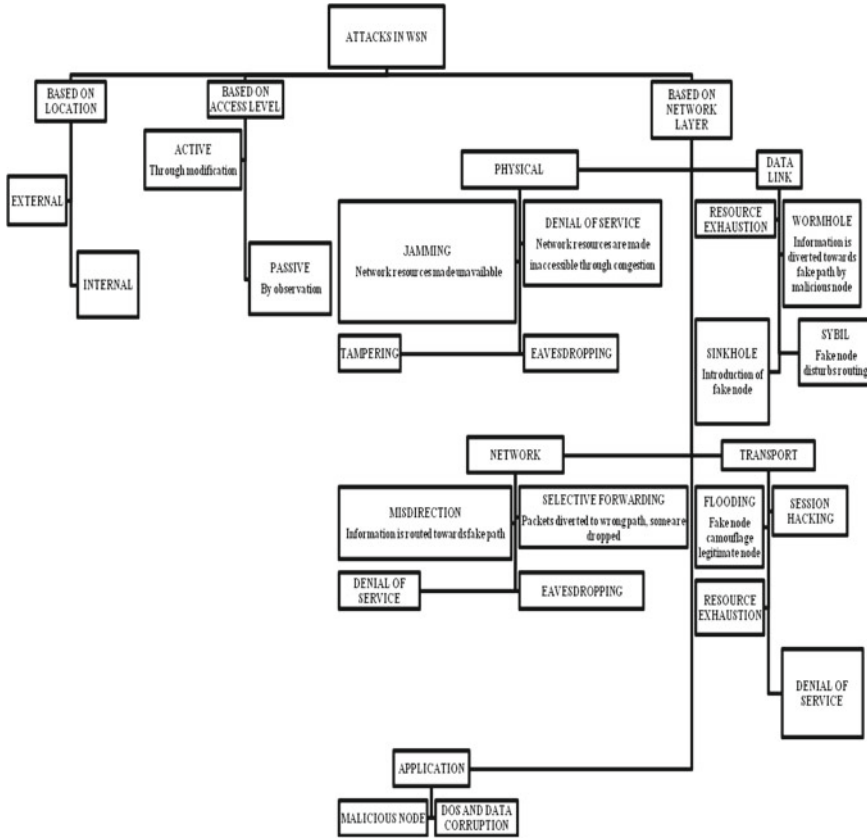 ATTACKS IN WSN
BASED ON
LOCATION
BASED ON
ACCESS LEVEL
BASED ON
NETWORK
LAYER
ACTIVE
Through modification
PHYSICAL
DATA
LINK
EXTERNAL
JAMMING
Network resources made unavailable
DENIAL OF SERVICE
Network resources are made
inaccessible through congestion
RESOURCE
EXHAUSTION
WORMHOLE
Information is
diverted towards
fake path by
malicious node
INTERNAL
PASSIVE
By observation
TAMPERING
EAVESDROPPING
SINKHOLE
Introduction of
fake node
SYBIL
Fake node
disturbs routing
NETWORK
TRANSPORT
MISDIRECTION
Information is routed towards fake path
SELECTIVE FORWARDING
Packets diverted to wrong path, some are
dropped
FLOODING
Fake node
camouflage
legitimate node
SESSION
HACKING
DENIAL OF
SERVICE
EAVESDROPPING
RESOURCE
EXHAUSTION
DENIAL OF
SERVICE
APPLICATION
MALICIOUS NODE
DOS AND DATA
CORRUPTION